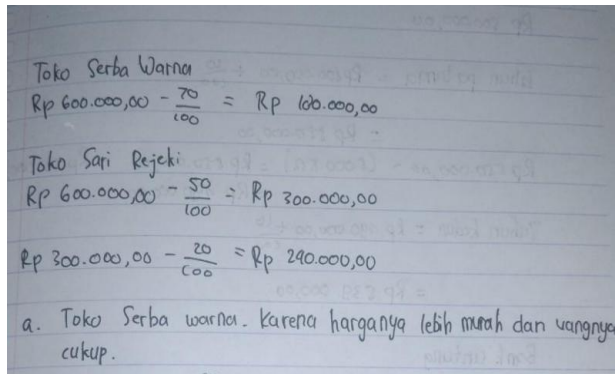 Toko Serba Warna
Rp 600.000,00 - 70/100 = Rp 180.000,00
Toko Sari Rejeki
Rp 600.000,00 - 50/100 = Rp 300.000,00
Rp 300.000,00 - 20/100 = Rp 240.000,00
a. Toko Serba warna. Karena harganya lebih murah dan uangnya
cukup.